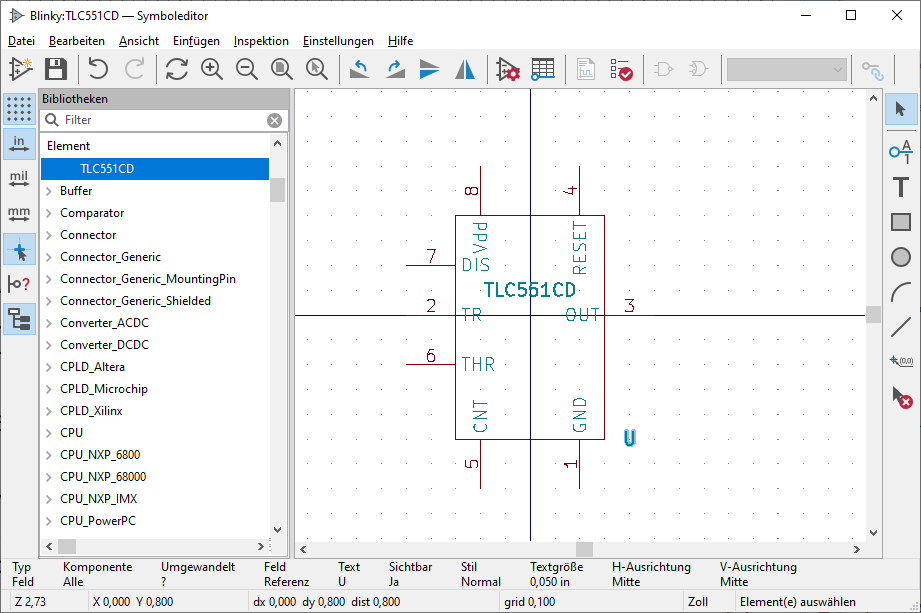 Blinky:TLC551CD — Symboleditor
Datei Bearbeiten Ansicht Einfügen Inspektion Einstellungen Hilfe
Bibliotheken
Filter
Element
TLC551CD
Buffer
Comparator
Connector
Connector_Generic
Connector_Generic_MountingPin
Connector_Generic_Shielded
Converter_ACDC
Converter_DCDC
CPLD_Altera
CPLD_Microchip
CPLD_Xilinx
CPU
CPU_NXP_6800
CPU_NXP_68000
CPU_NXP_IMX
CPU_PowerPC
in
mil
mm
?
8 4
Vdd RESET
7 DIS
TLC551CD
2 TR OUT 3
6 THR
CNT GND
U
5 1
A
1
T
(0,0)
Typ Komponente Umgewandelt Feld Text Sichtbar Stil Textgröße H-Ausrichtung V-Ausrichtung
Feld Alle ? Referenz U Ja Normal 0,050 in Mitte Mitte
Z 2,73 X 0,000 Y 0,800 dx 0,000 dy 0,800 dist 0,800 grid 0,100 Zoll Element(e) auswählen